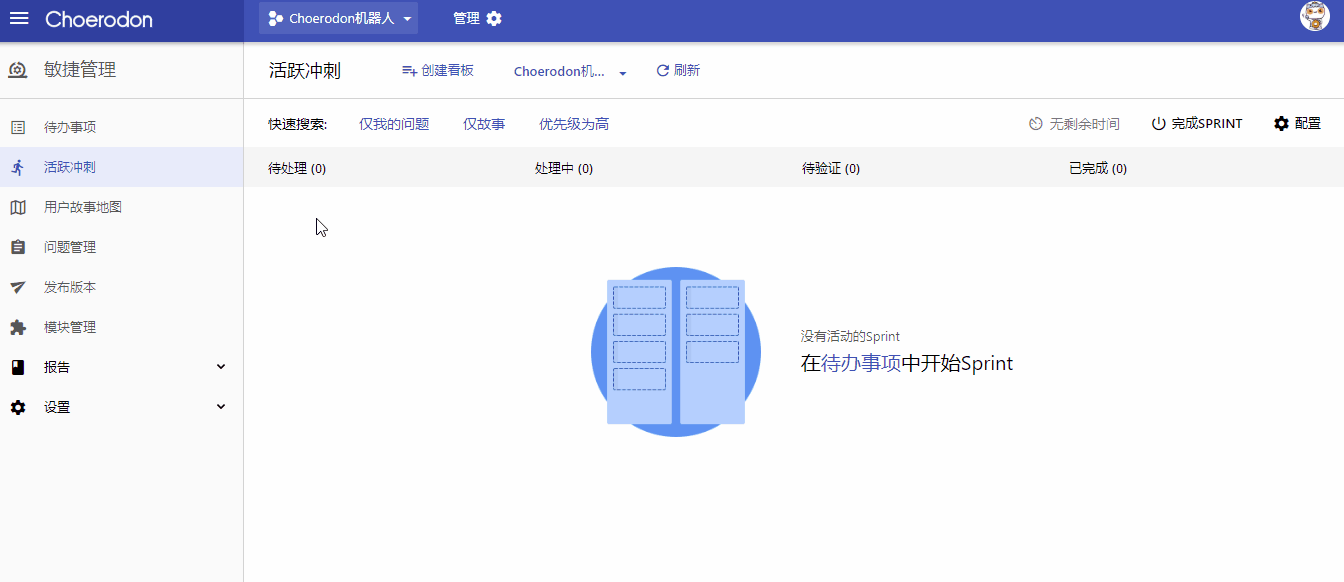 Choerodon
Choerodon机器人
管理
敏捷管理
待办事项
活跃冲刺
用户故事地图
问题管理
发布版本
模块管理
报告
设置
活跃冲刺
创建看板
Choerodon机...
刷新
快速搜索:
仅我的问题
仅故事
优先级为高
无剩余时间
完成SPRINT
配置
待处理 (0)
处理中 (0)
待验证 (0)
已完成 (0)
没有活动的Sprint
在待办事项中开始Sprint